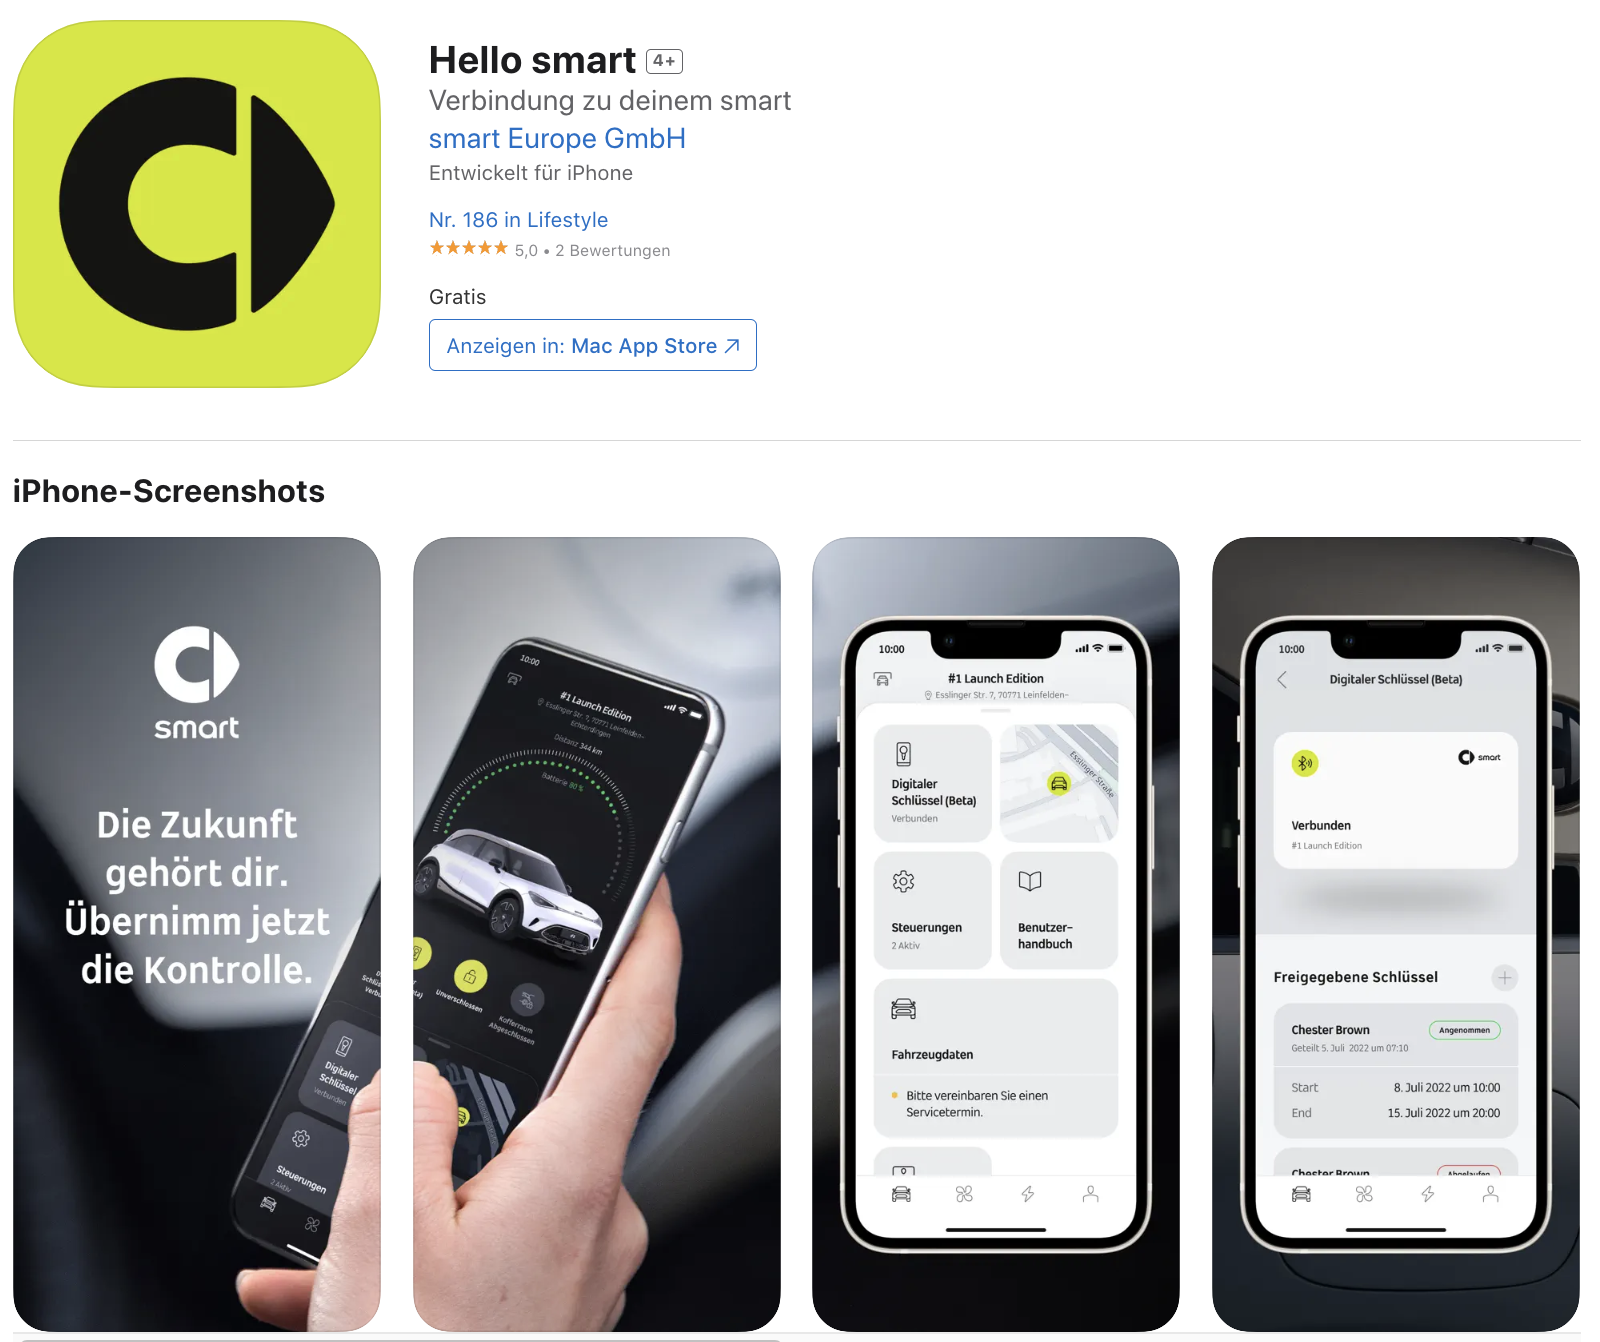 Hello smart 4+
Verbindung zu deinem smart
smart Europe GmbH
Entwickelt für iPhone
Nr. 186 in Lifestyle
★★★★★ 5,0 • 2 Bewertungen
Gratis
Anzeigen in: Mac App Store ↗
iPhone-Screenshots
smart
Die Zukunft
gehört dir.
Übernimm jetzt
die Kontrolle.
Digitaler
Schlüssel
Verbunden
Steuerungen
2 Aktiv
10:00
#1 Launch Edition
Esslinger Str. 7, 70771 Leinfelden-
Echterdingen
Distanz 344 km
Batterie 80 %
Unverschlossen
Kofferraum
Abgeschlossen
10:00
#1 Launch Edition
Esslinger Str. 7, 70771 Leinfelden-
Digitaler
Schlüssel (Beta)
Verbunden
Esslinger Straße
Steuerungen
2 Aktiv
Benutzer-
handbuch
Fahrzeugdaten
Bitte vereinbaren Sie einen
Servicetermin.
10:00
Digitaler Schlüssel (Beta)
smart
Verbunden
#1 Launch Edition
Freigegebene Schlüssel
Chester Brown
Angenommen
Geteilt 5. Juli 2022 um 07:10
Start 8. Juli 2022 um 10:00
End 15. Juli 2022 um 20:00
Chester Brown
Abgelaufen